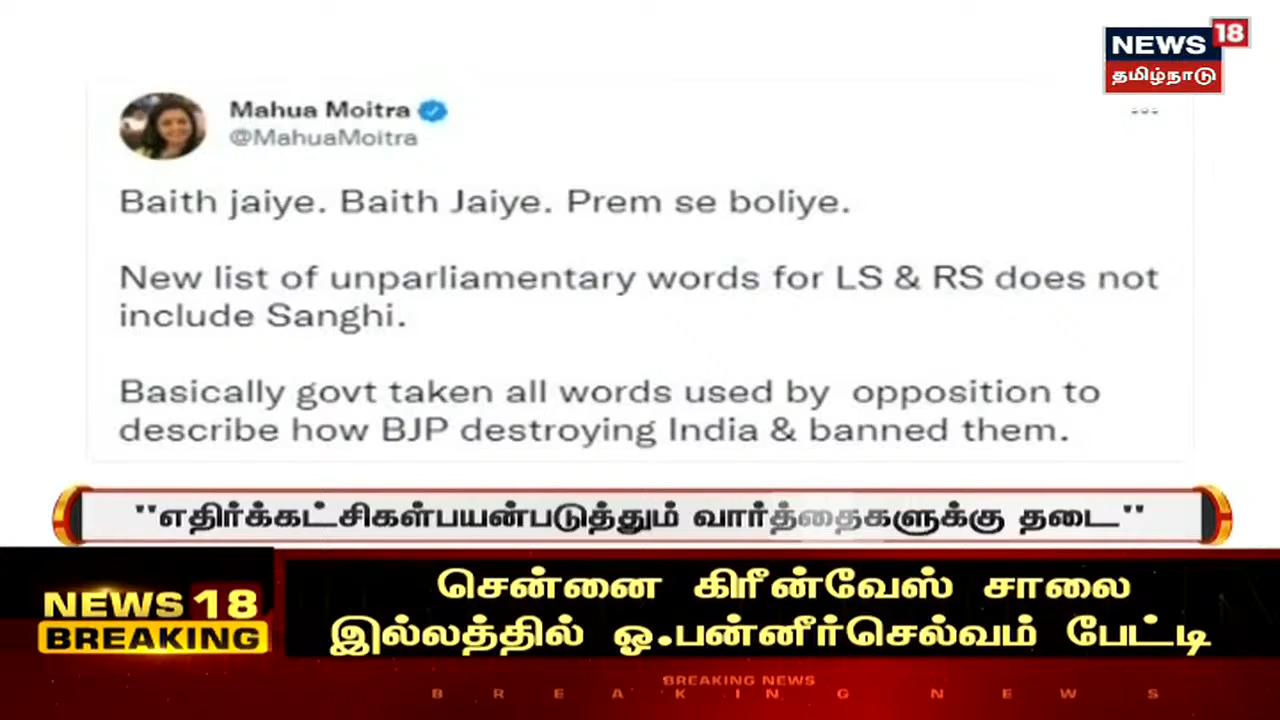 NEWS 18
தமிழ்நாடு
Mahua Moitra
@MahuaMoitra
Baith jaiye. Baith Jaiye. Prem se boliye.
New list of unparliamentary words for LS & RS does not
include Sanghi.
Basically govt taken all words used by opposition to
describe how BJP destroying India & banned them.
"எதிர்க்கட்சிகள்பயன்படுத்தும் வார்த்தைகளுக்கு தடை"
NEWS 18
BREAKING
சென்னை கிரீன்வேஸ் சாலை
இல்லத்தில் ஓ.பன்னீர்செல்வம் பேட்டி
BREAKING NEWS
BREAKING NEWS